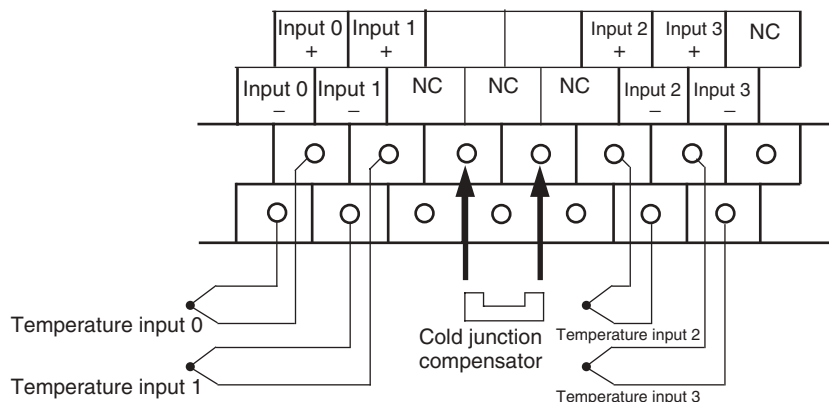 Input 0 Input 1 Input 2 Input 3 NC
+ + + +
Input 0 Input 1 NC NC NC Input 2 Input 3
– – – –
Temperature input 0
Cold junction
compensator
Temperature input 2
Temperature input 1
Temperature input 3